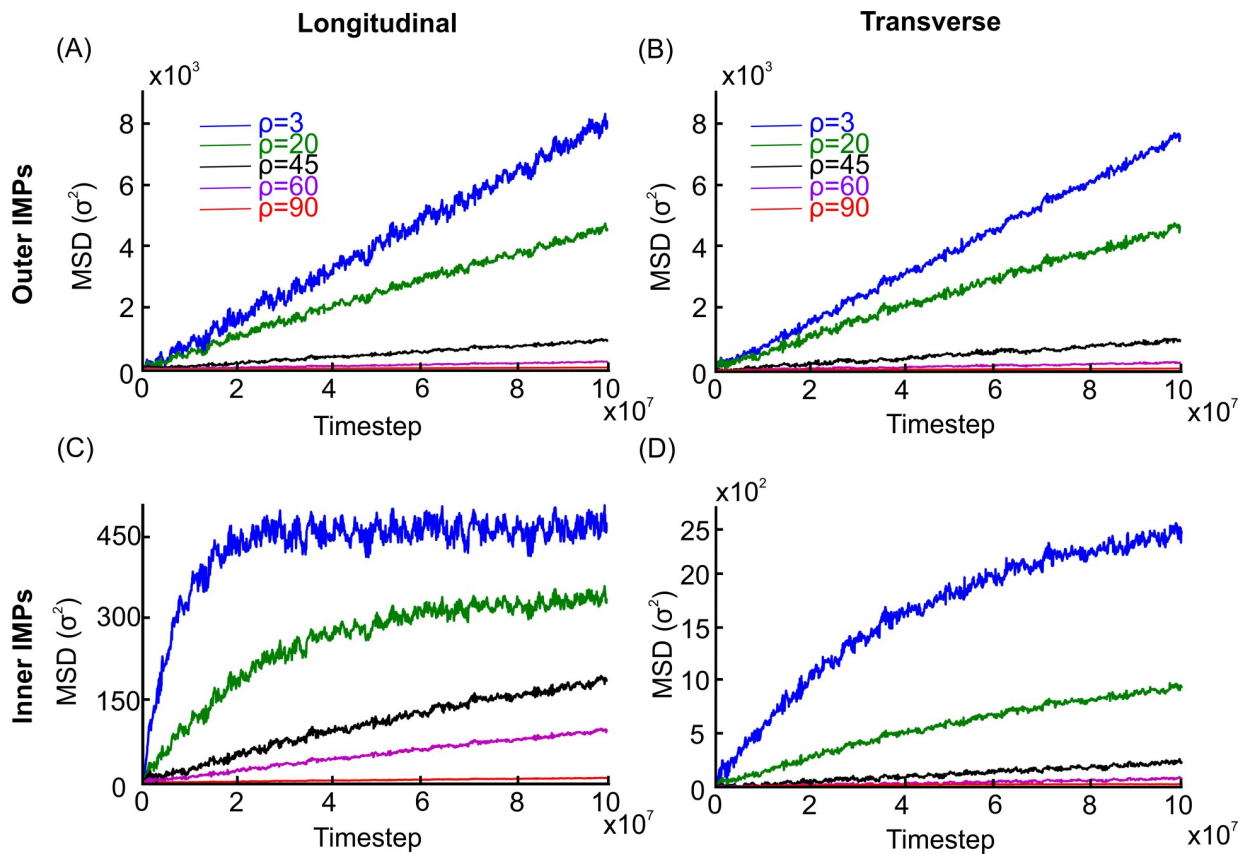 Longitudinal
Transverse
Outer IMPs
Inner IMPs
(A)
x10³
MSD (σ²)
8
6
4
2
0
ρ=3
ρ=20
ρ=45
ρ=60
ρ=90
0 2 4 6 8 10
x10⁷
Timestep
(B)
x10³
MSD (σ²)
8
6
4
2
0
ρ=3
ρ=20
ρ=45
ρ=60
ρ=90
0 2 4 6 8 10
x10⁷
Timestep
(C)
MSD (σ²)
450
300
150
0
0 2 4 6 8 10
x10⁷
Timestep
(D)
x10²
MSD (σ²)
25
20
15
10
5
0
0 2 4 6 8 10
x10⁷
Timestep